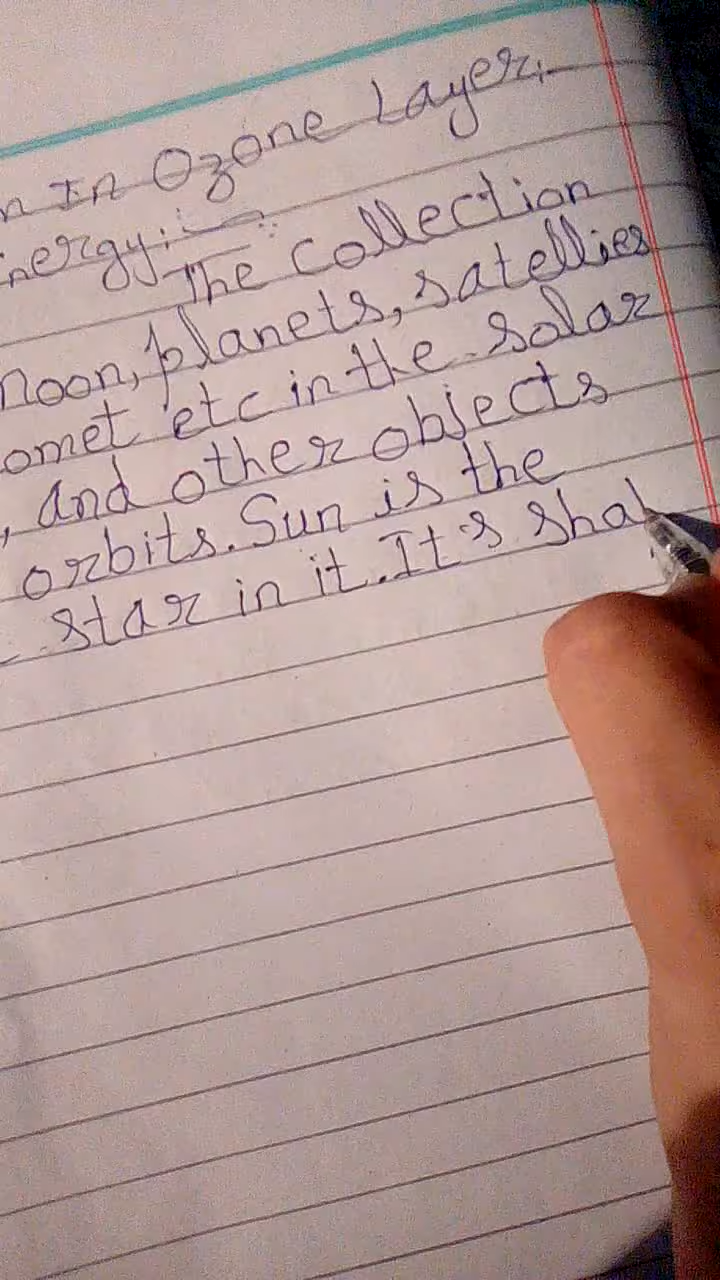 n In Ozone Layer:-
nergy:-
The collection
Moon, planets, satellies
omet etc in the solar
, and other objects
orbits. Sun is the
star in it. It's sha